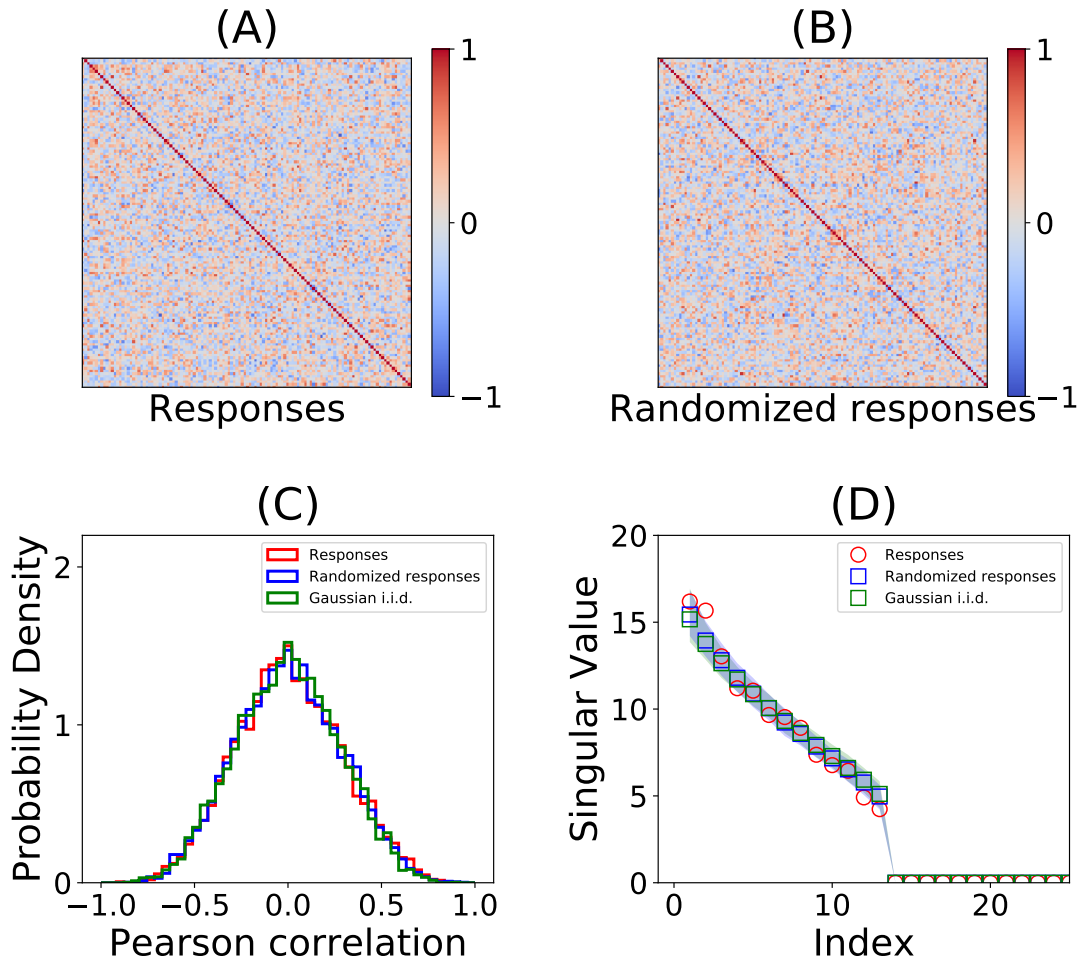 (A)
1
0
−1
Responses
(B)
1
0
−1
Randomized responses
(C)
Probability Density
2
1
0
Responses
Randomized responses
Gaussian i.i.d.
−1.0 −0.5 0.0 0.5 1.0
Pearson correlation
(D)
Singular Value
20
15
10
5
0
Responses
Randomized responses
Gaussian i.i.d.
0 10 20
Index